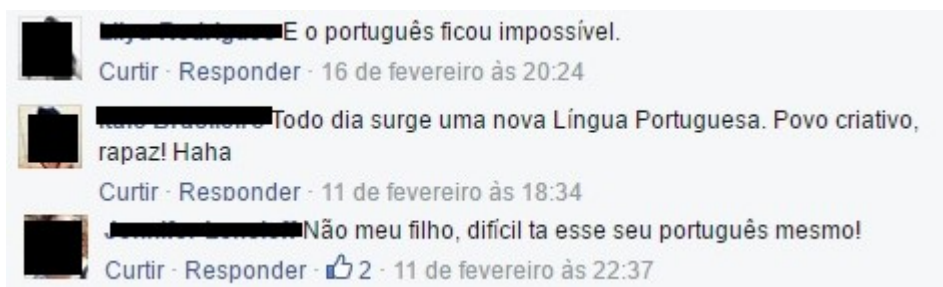 E o português ficou impossível.
Curtir · Responder · 16 de fevereiro às 20:24
Todo dia surge uma nova Língua Portuguesa. Povo criativo,
rapaz! Haha
Curtir · Responder · 11 de fevereiro às 18:34
Não meu filho, difícil ta esse seu português mesmo!
Curtir · Responder · 2 · 11 de fevereiro às 22:37